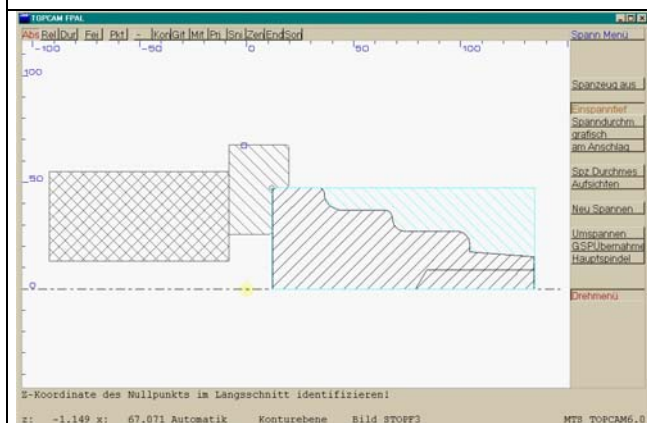 TOPCAM FPAL
Abs Rel Dur Fei Pkt - Kon Git Mit Pri Sni Zen End Son
-100 -50 0 50 100
100
50
0
Spann Menü
Spanzeug aus
Einspanntief
Spanndurchm.
grafisch
am Anschlag
Spz Durchmes
Aufsichten
Neu Spannen
Umspannen
GSPÜbernahme
Hauptspindel
Drehmenü
Z-Koordinate des Nullpunkts im Längsschnitt identifizieren!
z: -1.149 x: 67.071 Automatik Konturebene Bild STOPF3 MTS TOPCAM6.0